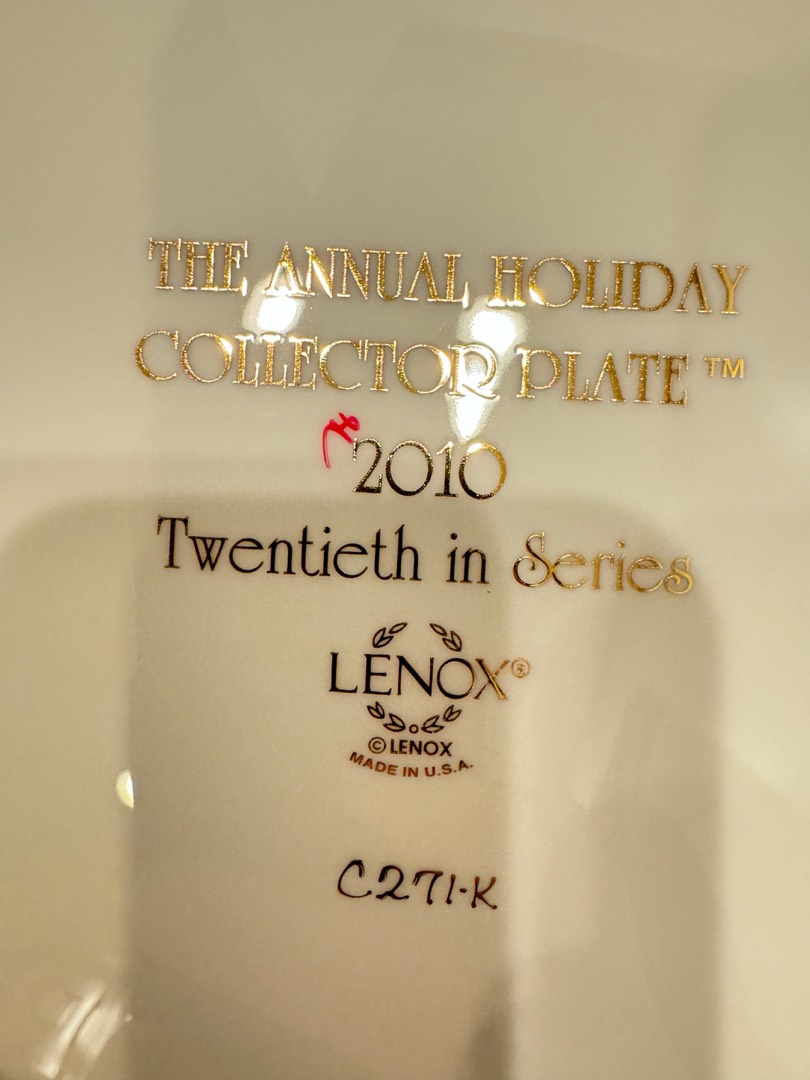 THE ANNUAL HOLIDAY
COLLECTOR PLATE™
2010
Twentieth in Series
LENOX®
©LENOX
MADE IN U.S.A.
C271-K